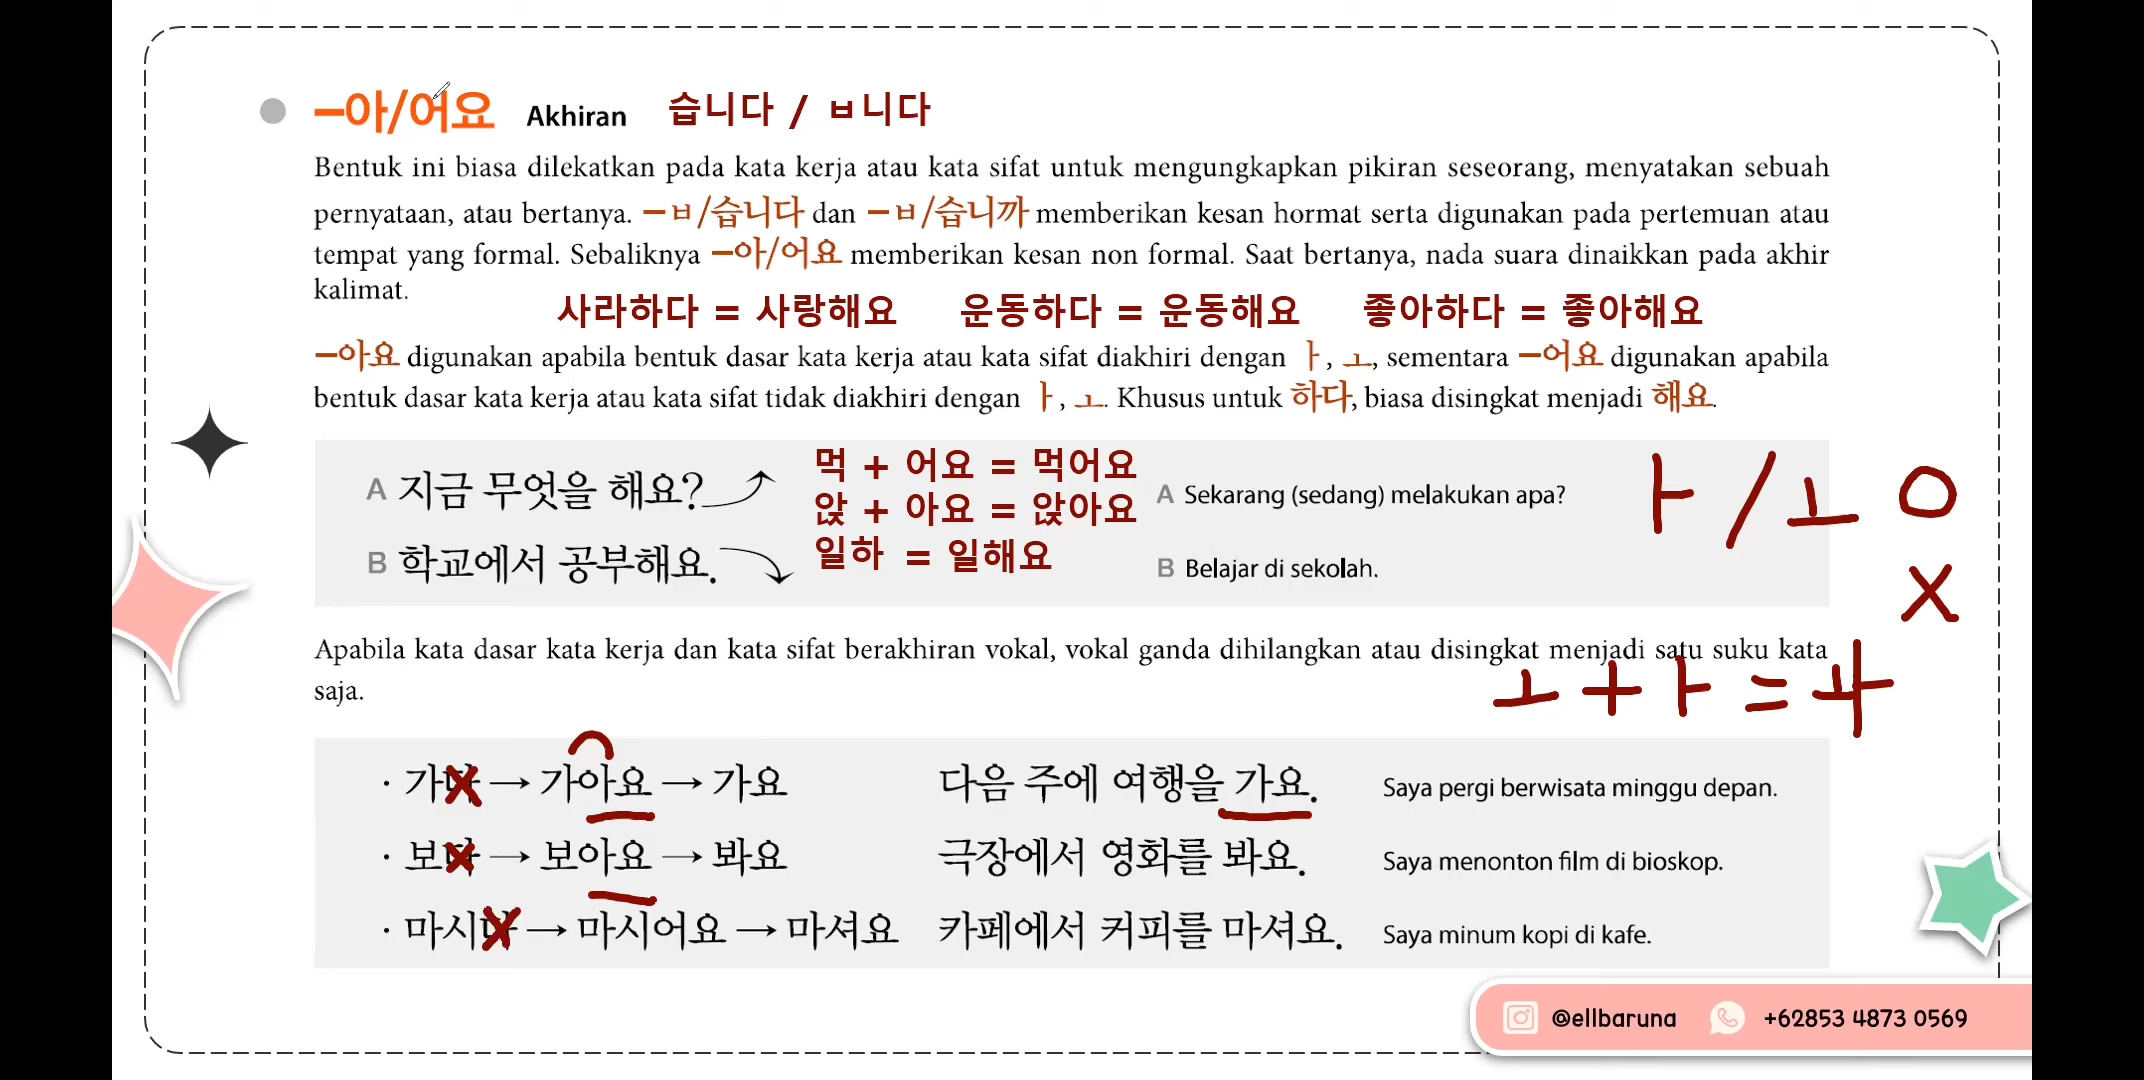 –아/어요 Akhiran 습니다 / ㅂ니다
Bentuk ini biasa dilekatkan pada kata kerja atau kata sifat untuk mengungkapkan pikiran seseorang, menyatakan sebuah
pernyataan, atau bertanya. –ㅂ/습니다 dan –ㅂ/습니까 memberikan kesan hormat serta digunakan pada pertemuan atau
tempat yang formal. Sebaliknya –아/어요 memberikan kesan non formal. Saat bertanya, nada suara dinaikkan pada akhir
kalimat.
사라하다 = 사랑해요 운동하다 = 운동해요 좋아하다 = 좋아해요
–아요 digunakan apabila bentuk dasar kata kerja atau kata sifat diakhiri dengan ㅏ, ㅗ, sementara –어요 digunakan apabila
bentuk dasar kata kerja atau kata sifat tidak diakhiri dengan ㅏ, ㅗ. Khusus untuk 하다, biasa disingkat menjadi 해요.
먹 + 어요 = 먹어요
A 지금 무엇을 해요? A Sekarang (sedang) melakukan apa? ㅏ / ㅗ O
앉 + 아요 = 앉아요
일하 = 일해요
B 학교에서 공부해요. B Belajar di sekolah.
X
Apabila kata dasar kata kerja dan kata sifat berakhiran vokal, vokal ganda dihilangkan atau disingkat menjadi satu suku kata
saja. ㅗ + ㅏ = ㅘ
· 가다 → 가아요 → 가요 다음 주에 여행을 가요. Saya pergi berwisata minggu depan.
· 보다 → 보아요 → 봐요 극장에서 영화를 봐요. Saya menonton film di bioskop.
· 마시다 → 마시어요 → 마셔요 카페에서 커피를 마셔요. Saya minum kopi di kafe.
@ellbaruna +62853 4873 0569